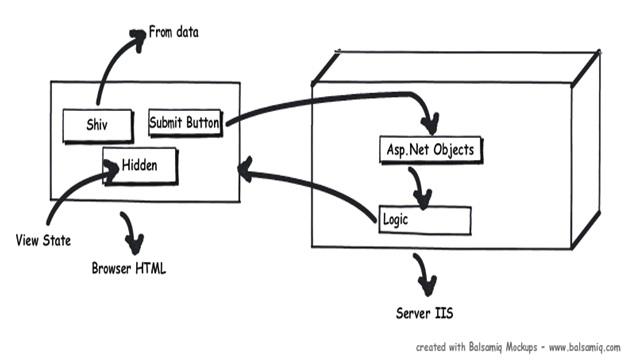 From data
Shiv
Submit Button
Hidden
Asp.Net Objects
Logic
View State
Browser HTML
Server IIS
created with Balsamiq Mockups - www.balsamiq.com